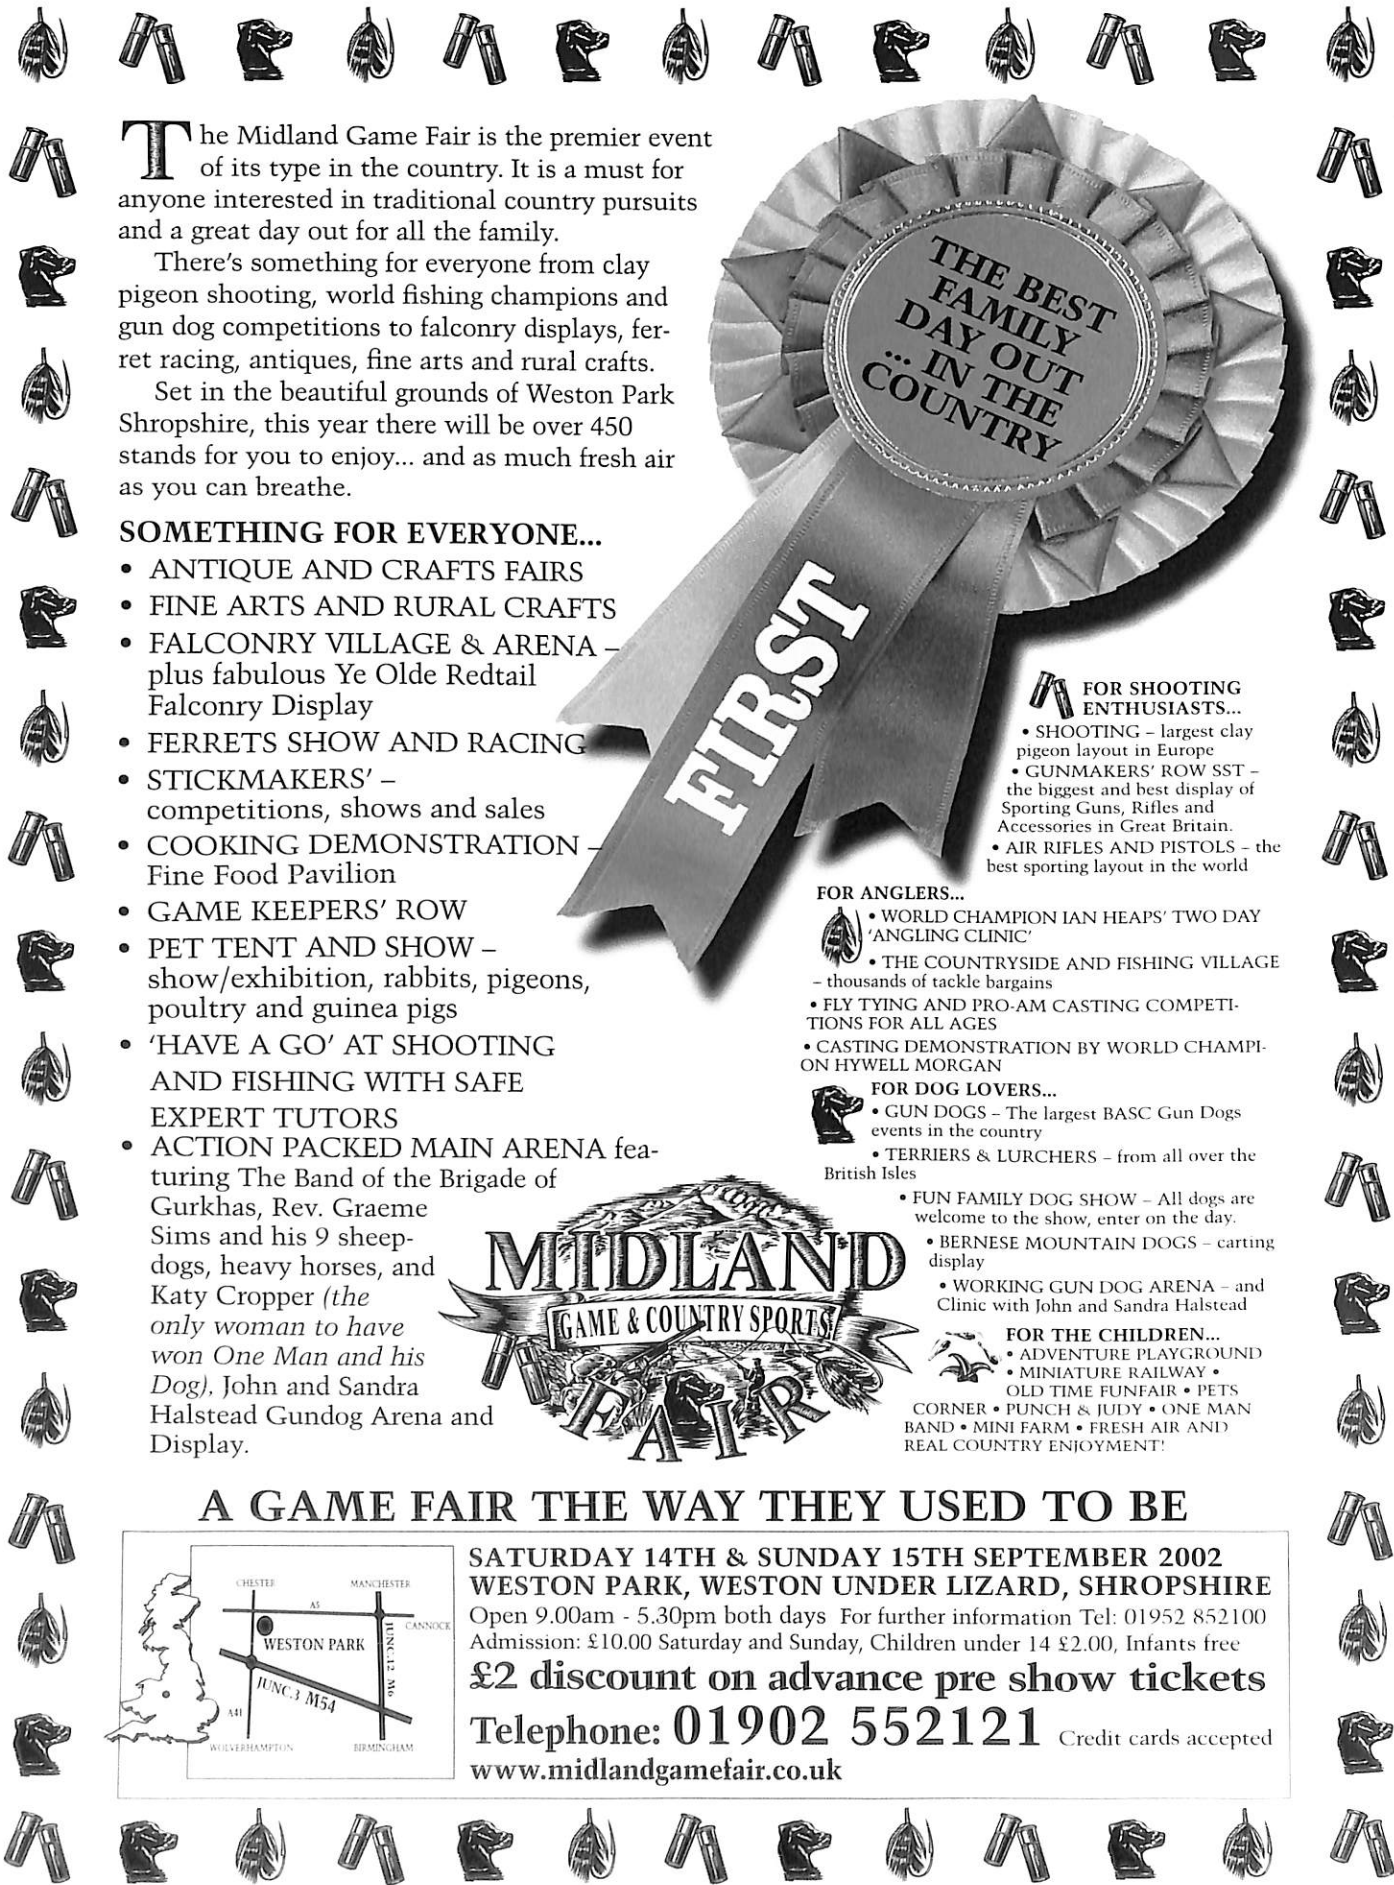 The Midland Game Fair is the premier event
of its type in the country. It is a must for
anyone interested in traditional country pursuits
and a great day out for all the family.
There's something for everyone from clay
pigeon shooting, world fishing champions and
gun dog competitions to falconry displays, fer-
ret racing, antiques, fine arts and rural crafts.
Set in the beautiful grounds of Weston Park
Shropshire, this year there will be over 450
stands for you to enjoy... and as much fresh air
as you can breathe.
THE BEST
FAMILY
DAY OUT
... IN THE
COUNTRY
FIRST
SOMETHING FOR EVERYONE...
• ANTIQUE AND CRAFTS FAIRS
• FINE ARTS AND RURAL CRAFTS
• FALCONRY VILLAGE & ARENA –
plus fabulous Ye Olde Redtail
Falconry Display
• FERRETS SHOW AND RACING
• STICKMAKERS' –
competitions, shows and sales
• COOKING DEMONSTRATION –
Fine Food Pavilion
• GAME KEEPERS' ROW
• PET TENT AND SHOW –
show/exhibition, rabbits, pigeons,
poultry and guinea pigs
• 'HAVE A GO' AT SHOOTING
AND FISHING WITH SAFE
EXPERT TUTORS
• ACTION PACKED MAIN ARENA fea-
turing The Band of the Brigade of
Gurkhas, Rev. Graeme
Sims and his 9 sheep-
dogs, heavy horses, and
Katy Cropper (the
only woman to have
won One Man and his
Dog), John and Sandra
Halstead Gundog Arena and
Display.
FOR SHOOTING
ENTHUSIASTS...
• SHOOTING – largest clay
pigeon layout in Europe
• GUNMAKERS' ROW SST –
the biggest and best display of
Sporting Guns, Rifles and
Accessories in Great Britain.
• AIR RIFLES AND PISTOLS – the
best sporting layout in the world
FOR ANGLERS...
• WORLD CHAMPION IAN HEAPS' TWO DAY
'ANGLING CLINIC'
• THE COUNTRYSIDE AND FISHING VILLAGE
– thousands of tackle bargains
• FLY TYING AND PRO-AM CASTING COMPETI-
TIONS FOR ALL AGES
• CASTING DEMONSTRATION BY WORLD CHAMPI-
ON HYWELL MORGAN
FOR DOG LOVERS...
• GUN DOGS – The largest BASC Gun Dogs
events in the country
• TERRIERS & LURCHERS – from all over the
British Isles
• FUN FAMILY DOG SHOW – All dogs are
welcome to the show, enter on the day.
• BERNESE MOUNTAIN DOGS – carting
display
• WORKING GUN DOG ARENA – and
Clinic with John and Sandra Halstead
FOR THE CHILDREN...
• ADVENTURE PLAYGROUND
• MINIATURE RAILWAY •
OLD TIME FUNFAIR • PETS
CORNER • PUNCH & JUDY • ONE MAN
BAND • MINI FARM • FRESH AIR AND
REAL COUNTRY ENJOYMENT!
MIDLAND
GAME & COUNTRY SPORTS
FAIR
A GAME FAIR THE WAY THEY USED TO BE
CHESTER
MANCHESTER
A5
CANNOCK
WESTON PARK
JUNC.12 M6
JUNC.3 M54
A41
WOLVERHAMPTON
BIRMINGHAM
SATURDAY 14TH & SUNDAY 15TH SEPTEMBER 2002
WESTON PARK, WESTON UNDER LIZARD, SHROPSHIRE
Open 9.00am - 5.30pm both days For further information Tel: 01952 852100
Admission: £10.00 Saturday and Sunday, Children under 14 £2.00, Infants free
£2 discount on advance pre show tickets
Telephone: 01902 552121 Credit cards accepted
www.midlandgamefair.co.uk